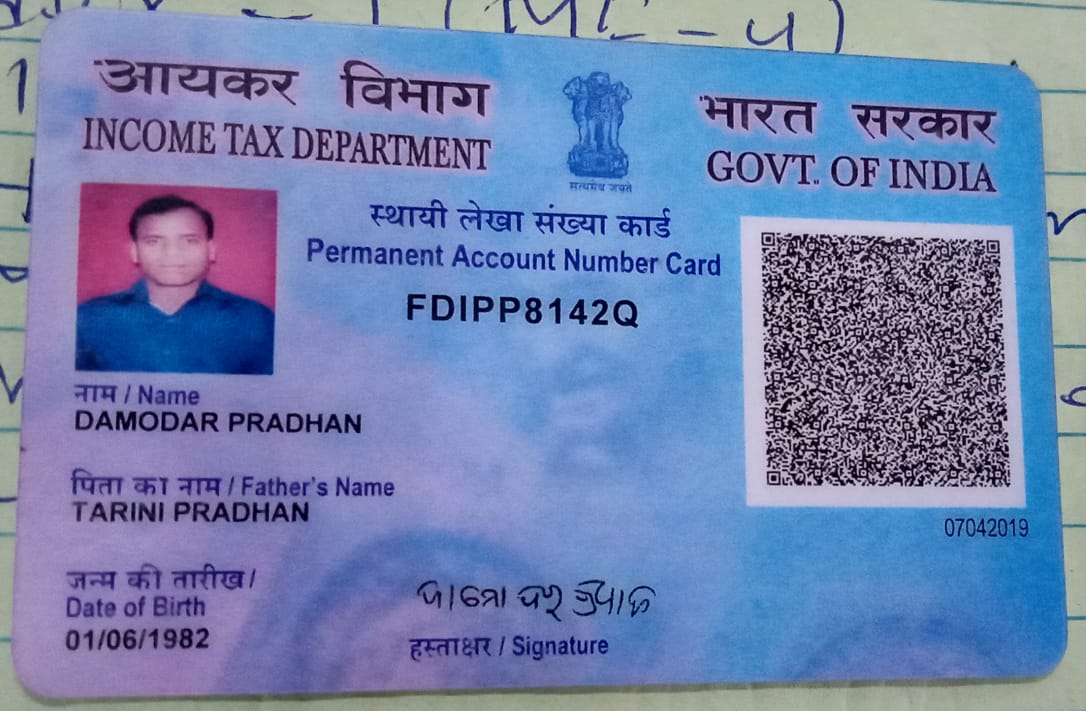 आयकर विभाग
INCOME TAX DEPARTMENT
सत्यमेव जयते
भारत सरकार
GOVT. OF INDIA
स्थायी लेखा संख्या कार्ड
Permanent Account Number Card
FDIPP8142Q
नाम / Name
DAMODAR PRADHAN
पिता का नाम / Father's Name
TARINI PRADHAN
07042019
जन्म की तारीख /
Date of Birth
01/06/1982
हस्ताक्षर / Signature